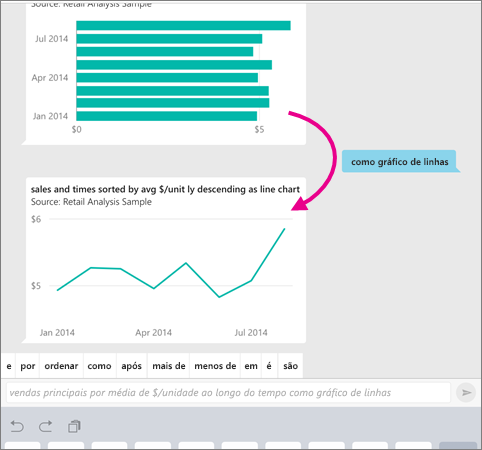 Source: Retail Analysis Sample
Jul 2014
Apr 2014
Jan 2014
$0 $5
como gráfico de linhas
sales and times sorted by avg $/unit ly descending as line chart
Source: Retail Analysis Sample
$6
$5
Jan 2014 Apr 2014 Jul 2014
e por ordenar como após mais de menos de em é são
vendas principais por média de $/unidade ao longo do tempo como gráfico de linhas